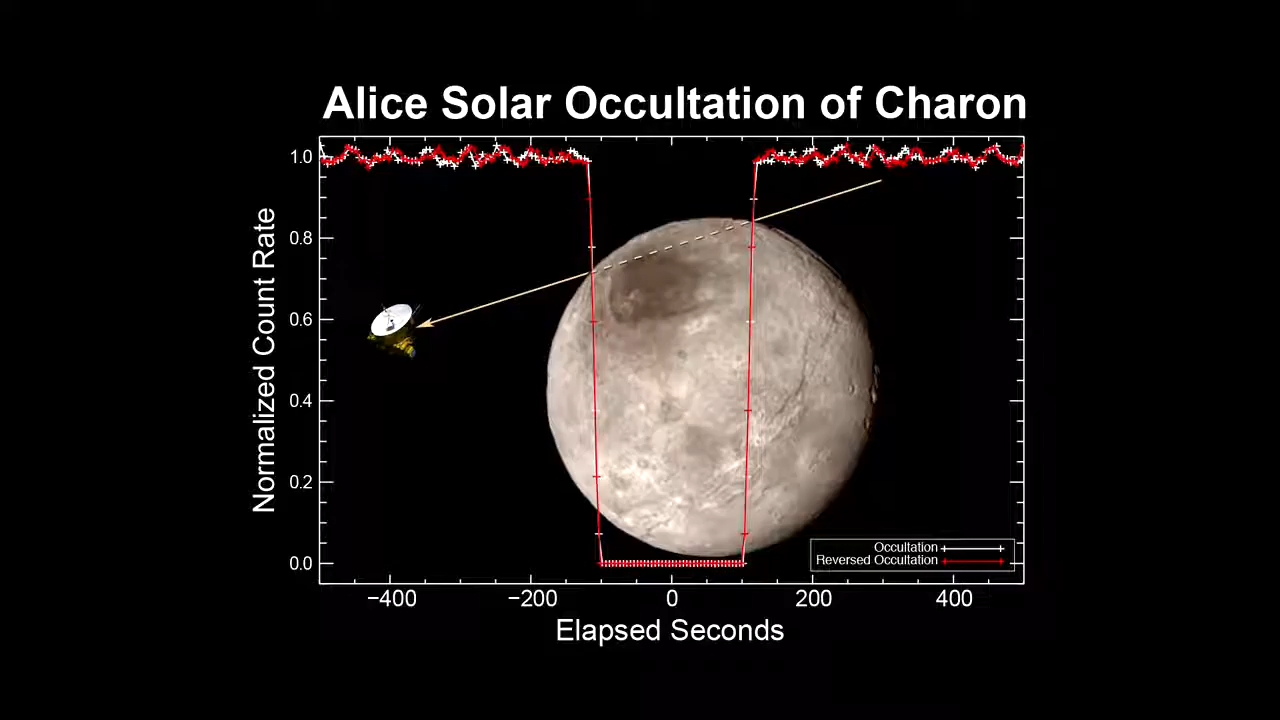 Alice Solar Occultation of Charon
Normalized Count Rate
1.0
0.8
0.6
0.4
0.2
0.0
Occultation
Reversed Occultation
−400 −200 0 200 400
Elapsed Seconds